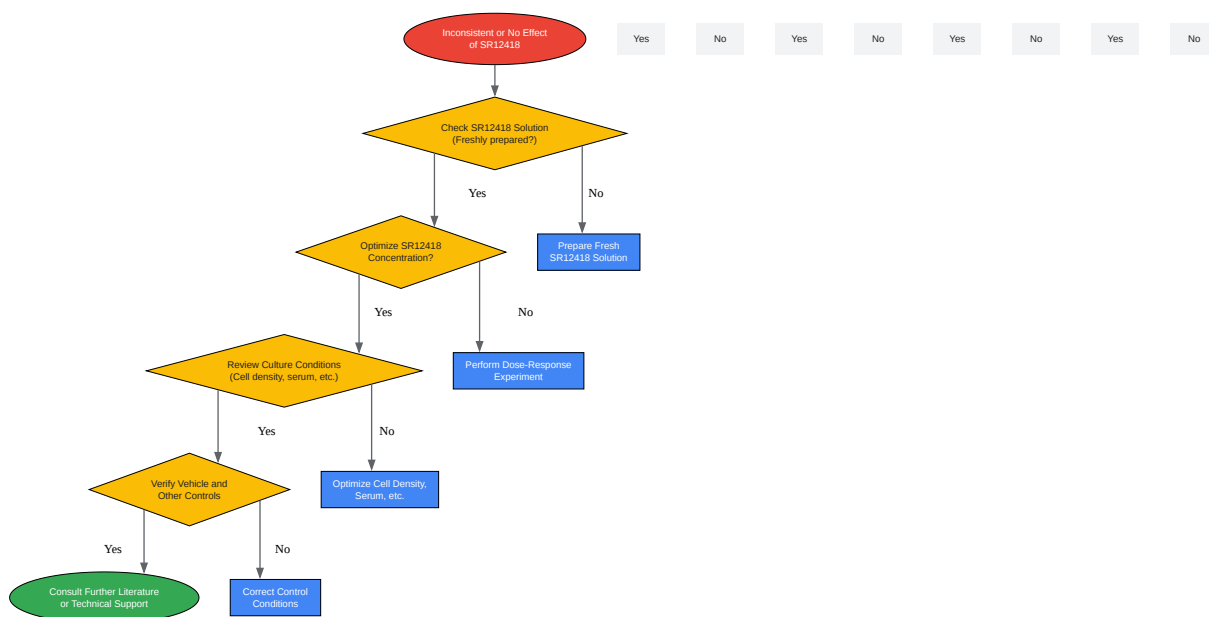 Inconsistent or No Effect
of SR12418
Yes
No
Yes
No
Yes
No
Yes
No
Check SR12418 Solution
(Freshly prepared?)
Yes
No
Optimize SR12418
Concentration?
Prepare Fresh
SR12418 Solution
Yes
No
Review Culture Conditions
(Cell density, serum, etc.)
Perform Dose-Response
Experiment
Yes
No
Verify Vehicle and
Other Controls
Optimize Cell Density,
Serum, etc.
Yes
No
Consult Further Literature
or Technical Support
Correct Control
Conditions